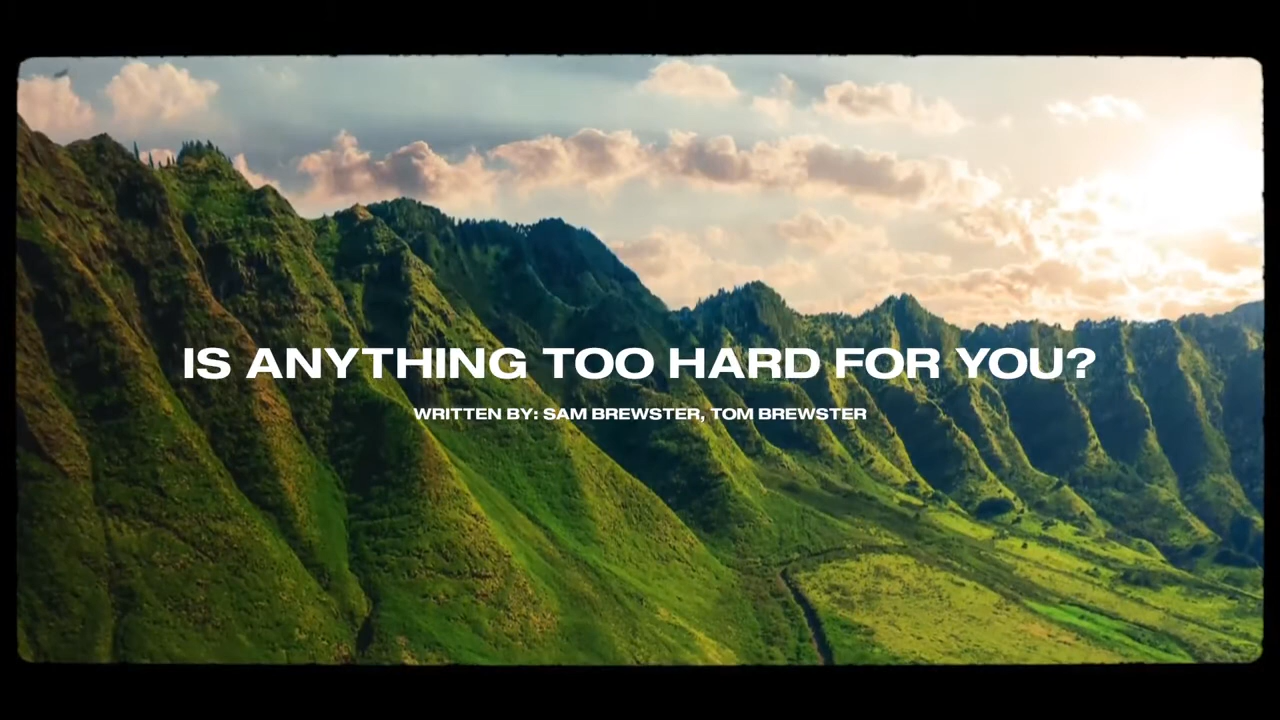 IS ANYTHING TOO HARD FOR YOU?
WRITTEN BY: SAM BREWSTER, TOM BREWSTER